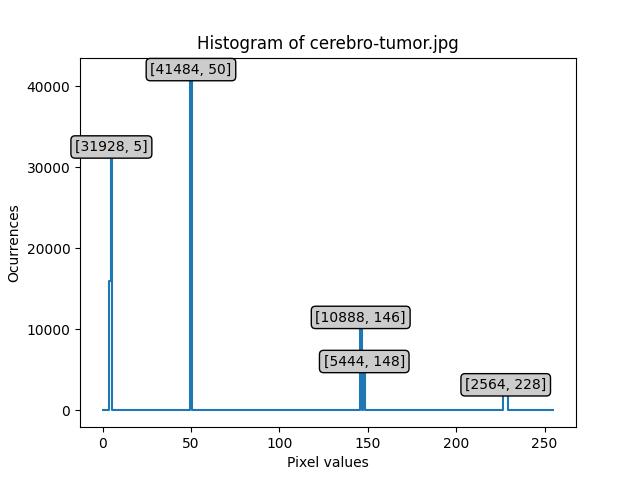 Histogram of cerebro-tumor.jpg
[41484, 50]
40000
[31928, 5]
30000
20000
[10888, 146]
10000
[5444, 148]
[2564, 228]
0
Ocurrences
0 50 100 150 200 250
Pixel values